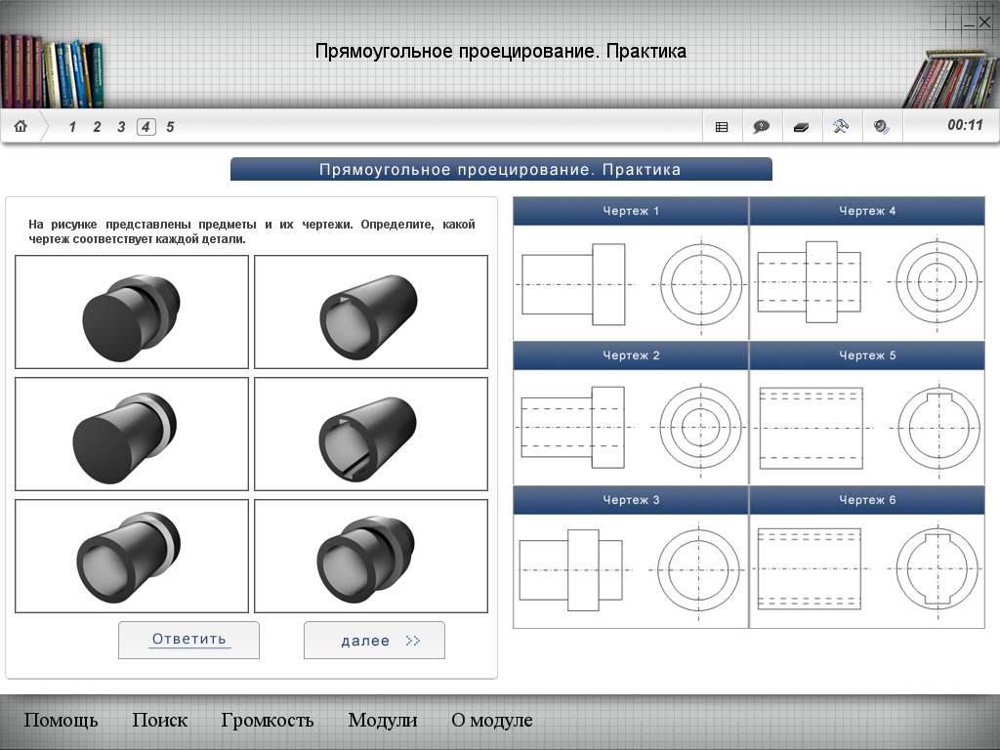 Прямоугольное проецирование. Практика
1 2 3 4 5
00:11
Прямоугольное проецирование. Практика
На рисунке представлены предметы и их чертежи. Определите, какой
чертеж соответствует каждой детали.
Ответить
далее
Чертеж 1
Чертеж 4
Чертеж 2
Чертеж 5
Чертеж 3
Чертеж 6
Помощь Поиск Громкость Модули О модуле